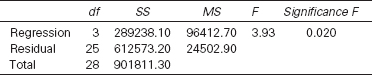 df SS MS F Significance F
Regression 3 289238.10 96412.70 3.93 0.020
Residual 25 612573.20 24502.90
Total 28 901811.30